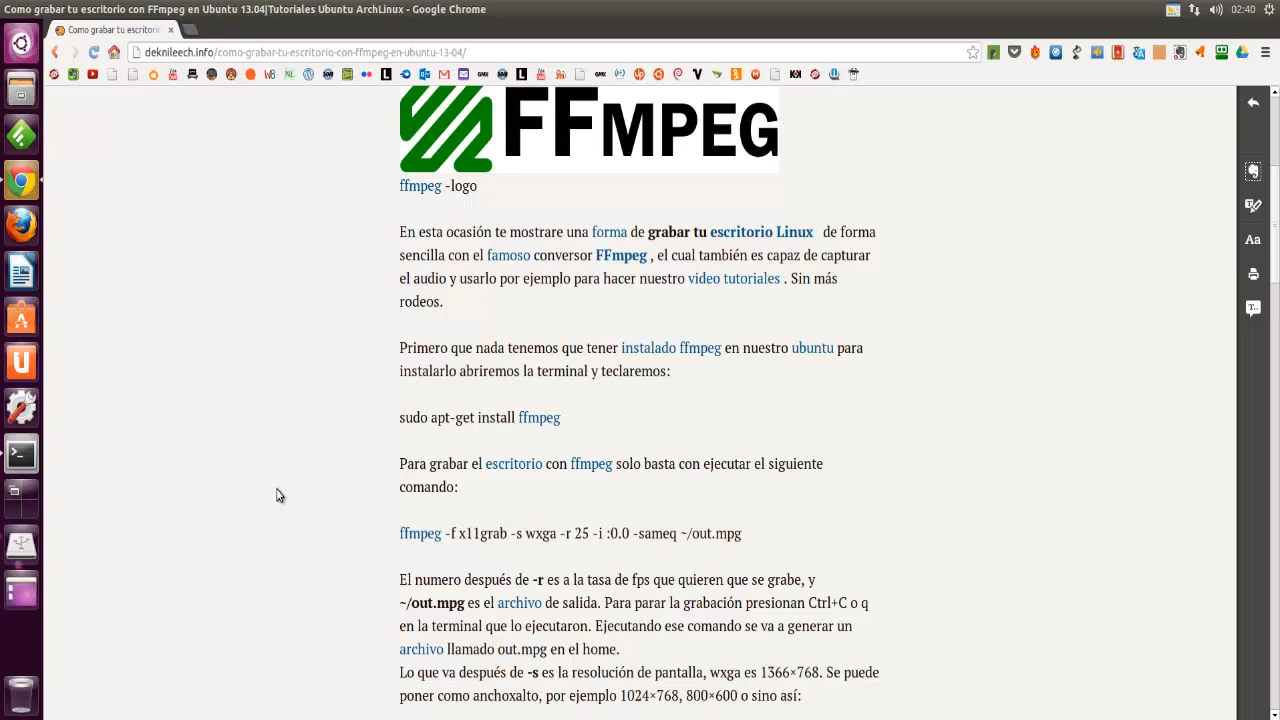 Como grabar tu escritorio con FFmpeg en Ubuntu 13.04|Tutoriales Ubuntu ArchLinux - Google Chrome
02:40
Como grabar tu escritorio
deknileech.info/como-grabar-tu-escritorio-con-ffmpeg-en-ubuntu-13-04/
FFMPEG
ffmpeg -logo
En esta ocasión te mostrare una forma de grabar tu escritorio Linux de forma
sencilla con el famoso conversor FFmpeg , el cual también es capaz de capturar
el audio y usarlo por ejemplo para hacer nuestro video tutoriales . Sin más
rodeos.
Primero que nada tenemos que tener instalado ffmpeg en nuestro ubuntu para
instalarlo abriremos la terminal y teclaremos:
sudo apt-get install ffmpeg
Para grabar el escritorio con ffmpeg solo basta con ejecutar el siguiente
comando:
ffmpeg -f x11grab -s wxga -r 25 -i :0.0 -sameq ~/out.mpg
El numero después de -r es a la tasa de fps que quieren que se grabe, y
~/out.mpg es el archivo de salida. Para parar la grabación presionan Ctrl+C o q
en la terminal que lo ejecutaron. Ejecutando ese comando se va a generar un
archivo llamado out.mpg en el home.
Lo que va después de -s es la resolución de pantalla, wxga es 1366×768. Se puede
poner como anchoxalto, por ejemplo 1024×768, 800×600 o sino así:
Aa